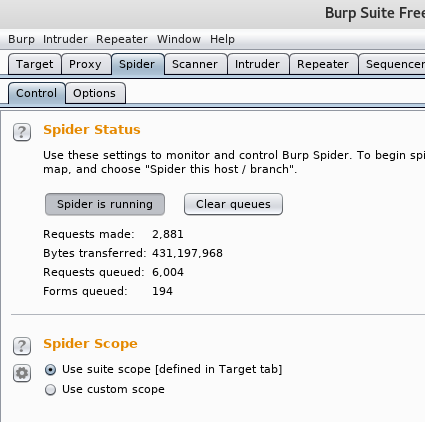 Burp Suite Free
Burp Intruder Repeater Window Help
Target Proxy Spider Scanner Intruder Repeater Sequencer
Control Options
? Spider Status
Use these settings to monitor and control Burp Spider. To begin spi
map, and choose "Spider this host / branch".
Spider is running Clear queues
Requests made: 2,881
Bytes transferred: 431,197,968
Requests queued: 6,004
Forms queued: 194
? Spider Scope
Use suite scope [defined in Target tab]
Use custom scope